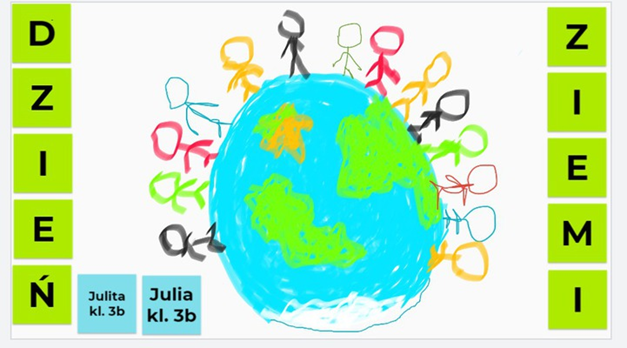 DZIEŃ
ZIEMI
Julita
kl. 3b
Julia
kl. 3b